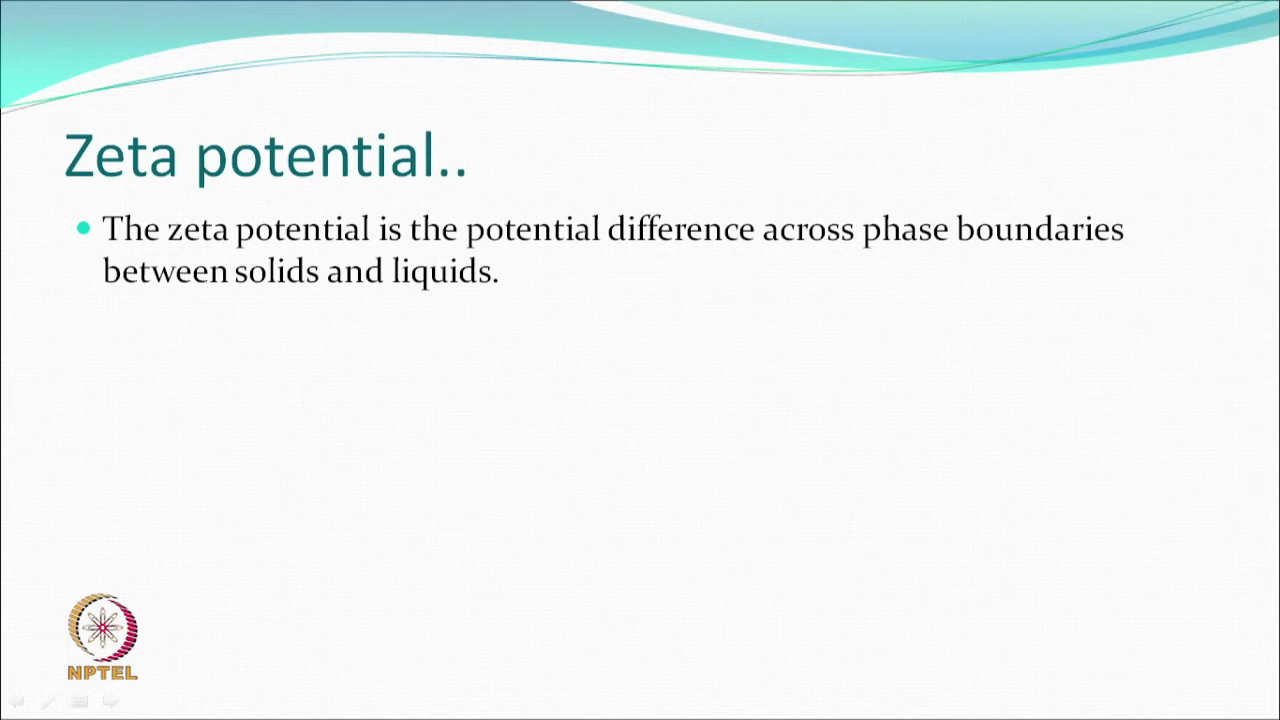 Zeta potential..
The zeta potential is the potential difference across phase boundaries
between solids and liquids.
NPTEL